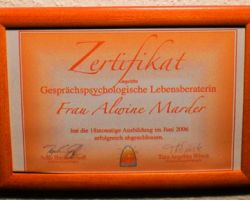 Zertifikat
Gesprächspsychologische Lebensberaterin
Frau Alwine Marder
hat die 18monatige Ausbildung im Juni 2006
erfolgreich abgeschlossen.